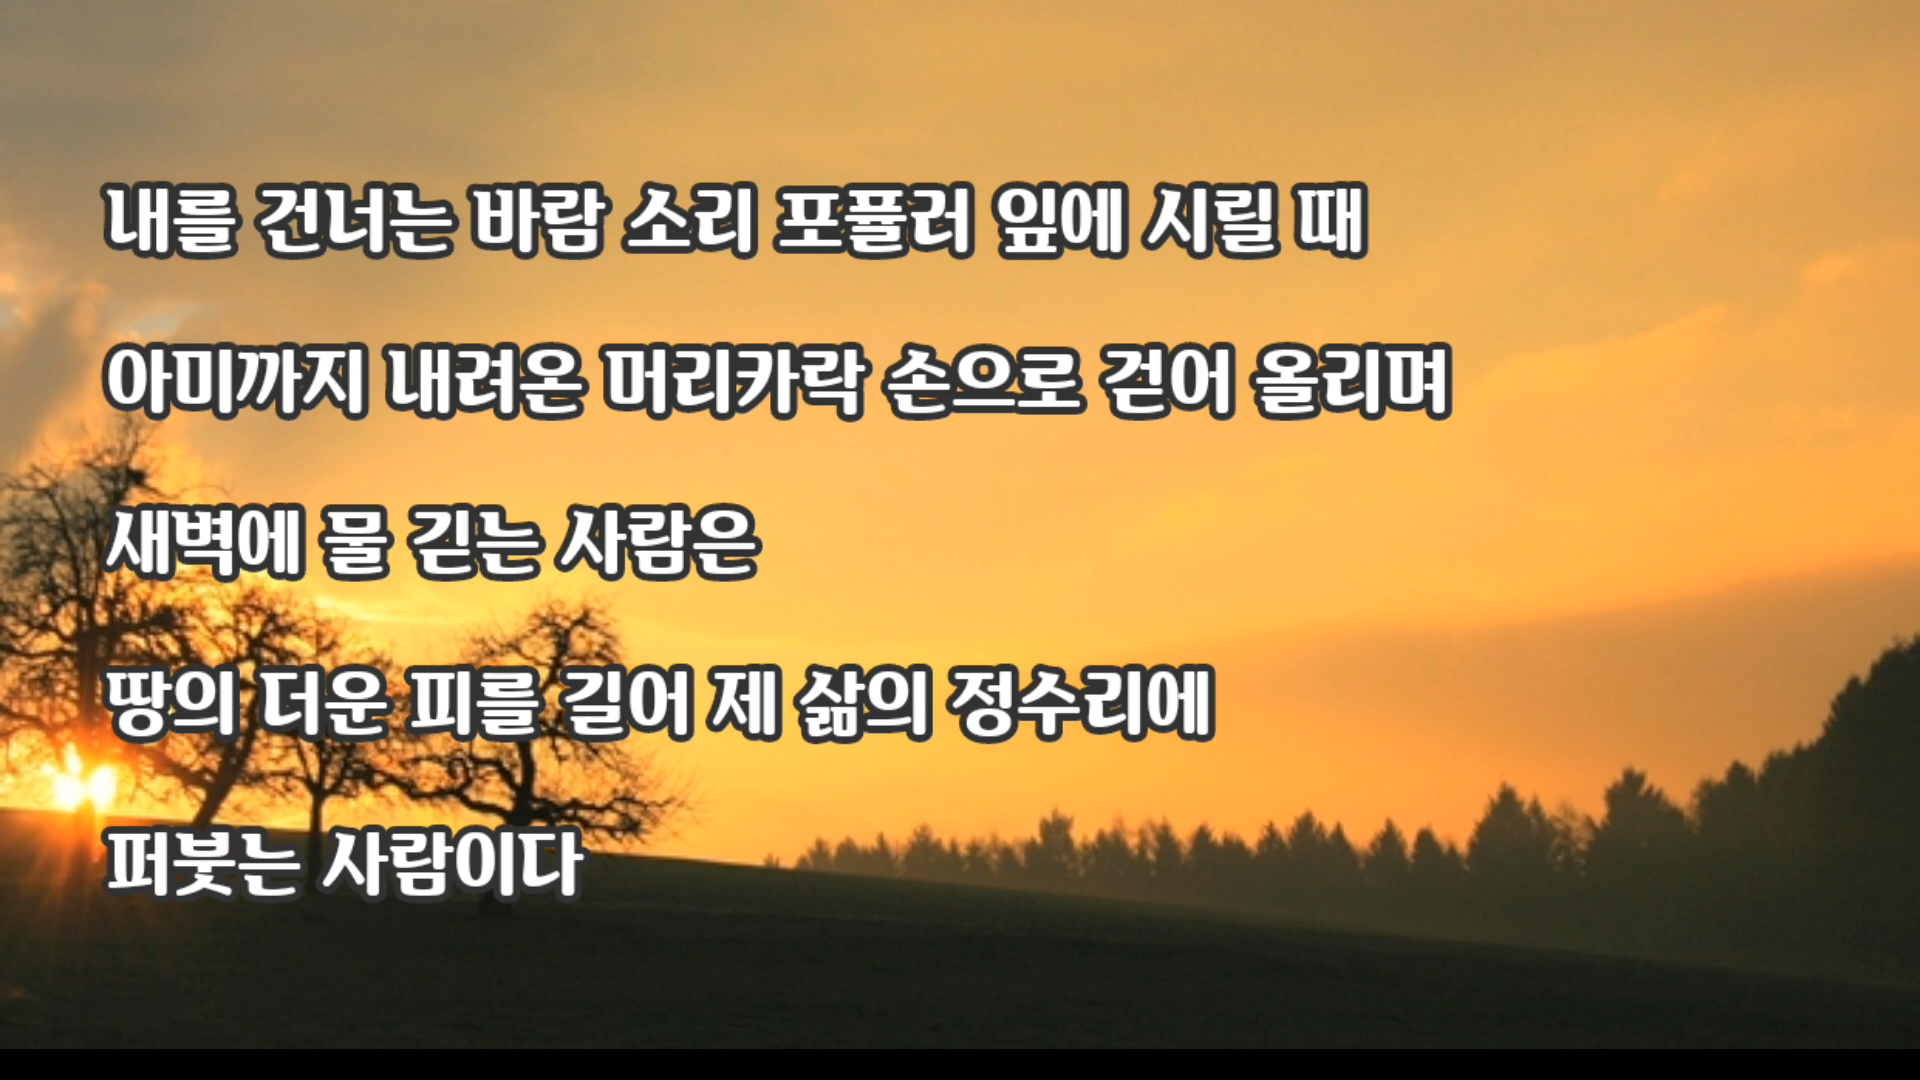 내를 건너는 바람 소리 포퓰러 잎에 시릴 때
아미까지 내려온 머리카락 손으로 걷어 올리며
새벽에 물 긷는 사람은
땅의 더운 피를 길어 제 삶의 정수리에
퍼붓는 사람이다